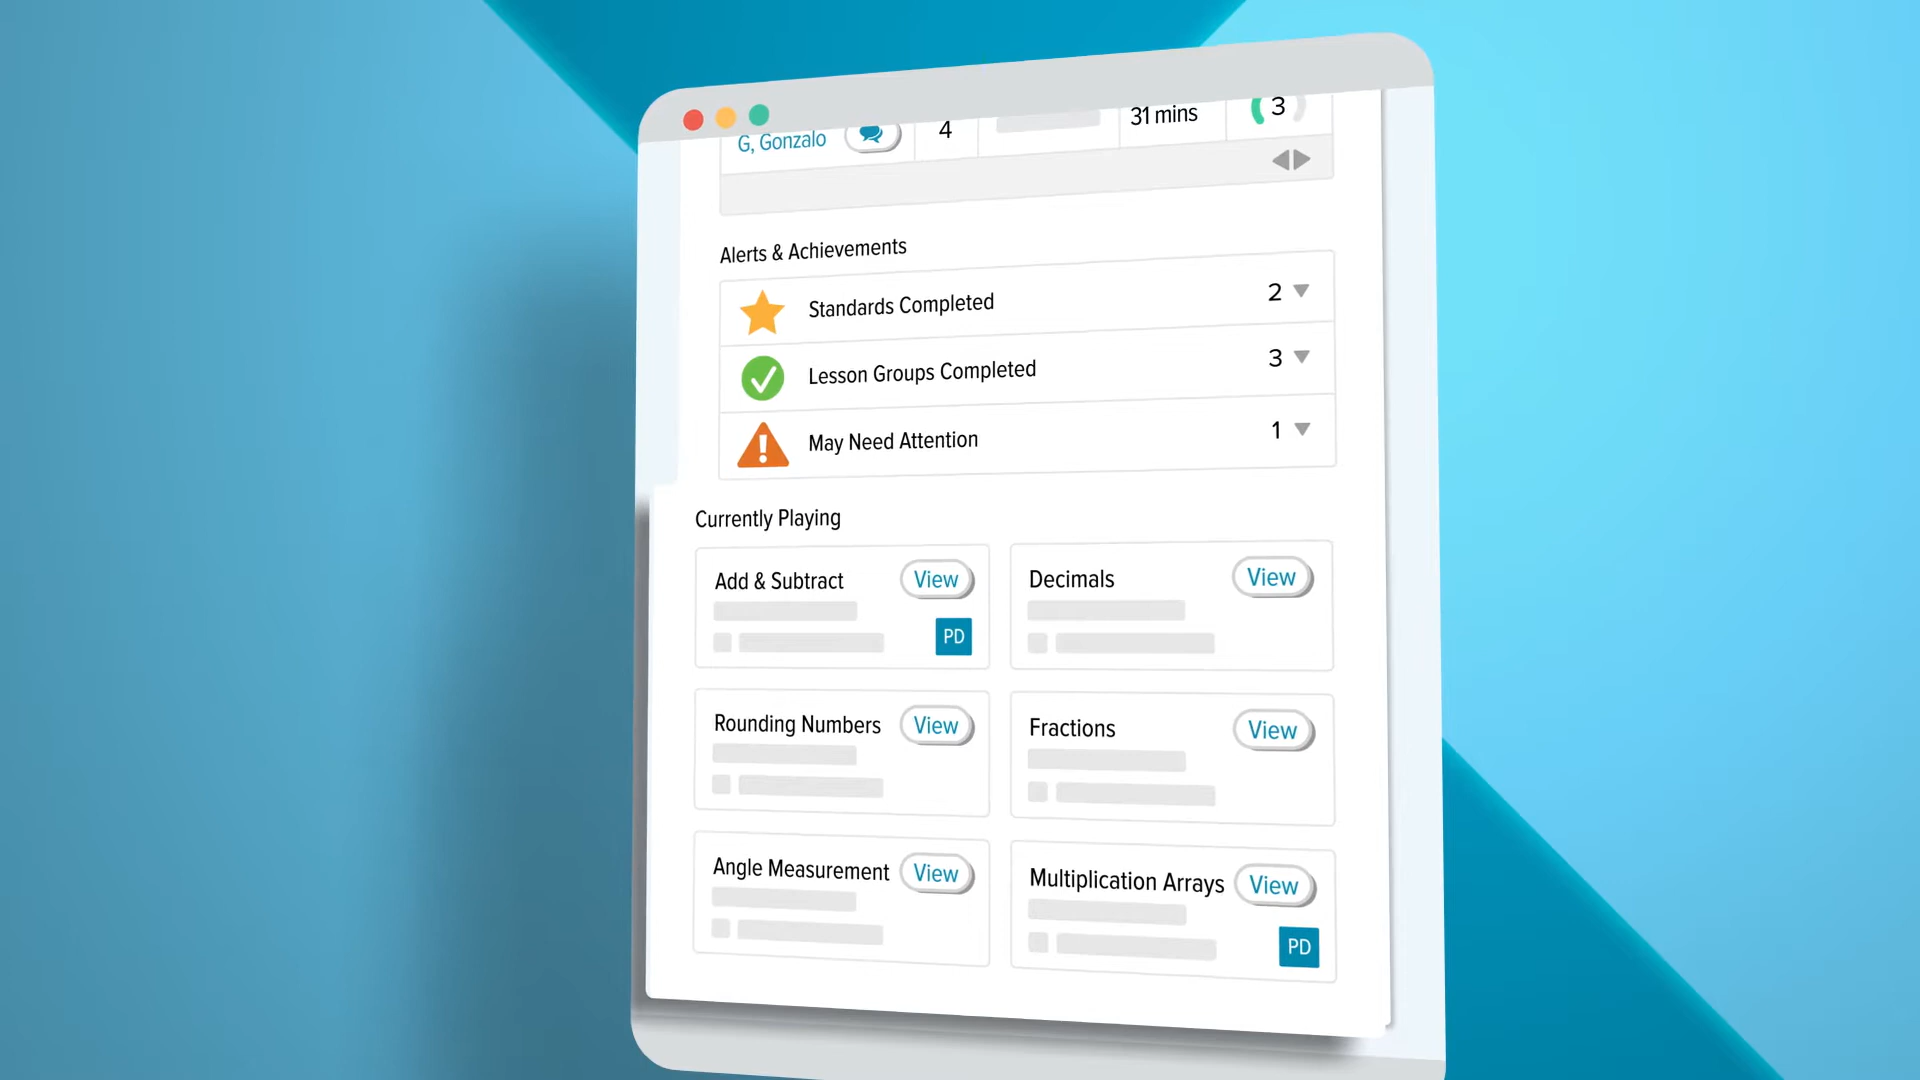 G, Gonzalo 4 31 mins 3
Alerts & Achievements
Standards Completed 2
Lesson Groups Completed 3
May Need Attention 1
Currently Playing
Add & Subtract View
PD
Decimals View
Rounding Numbers View
Fractions View
Angle Measurement View
Multiplication Arrays View
PD